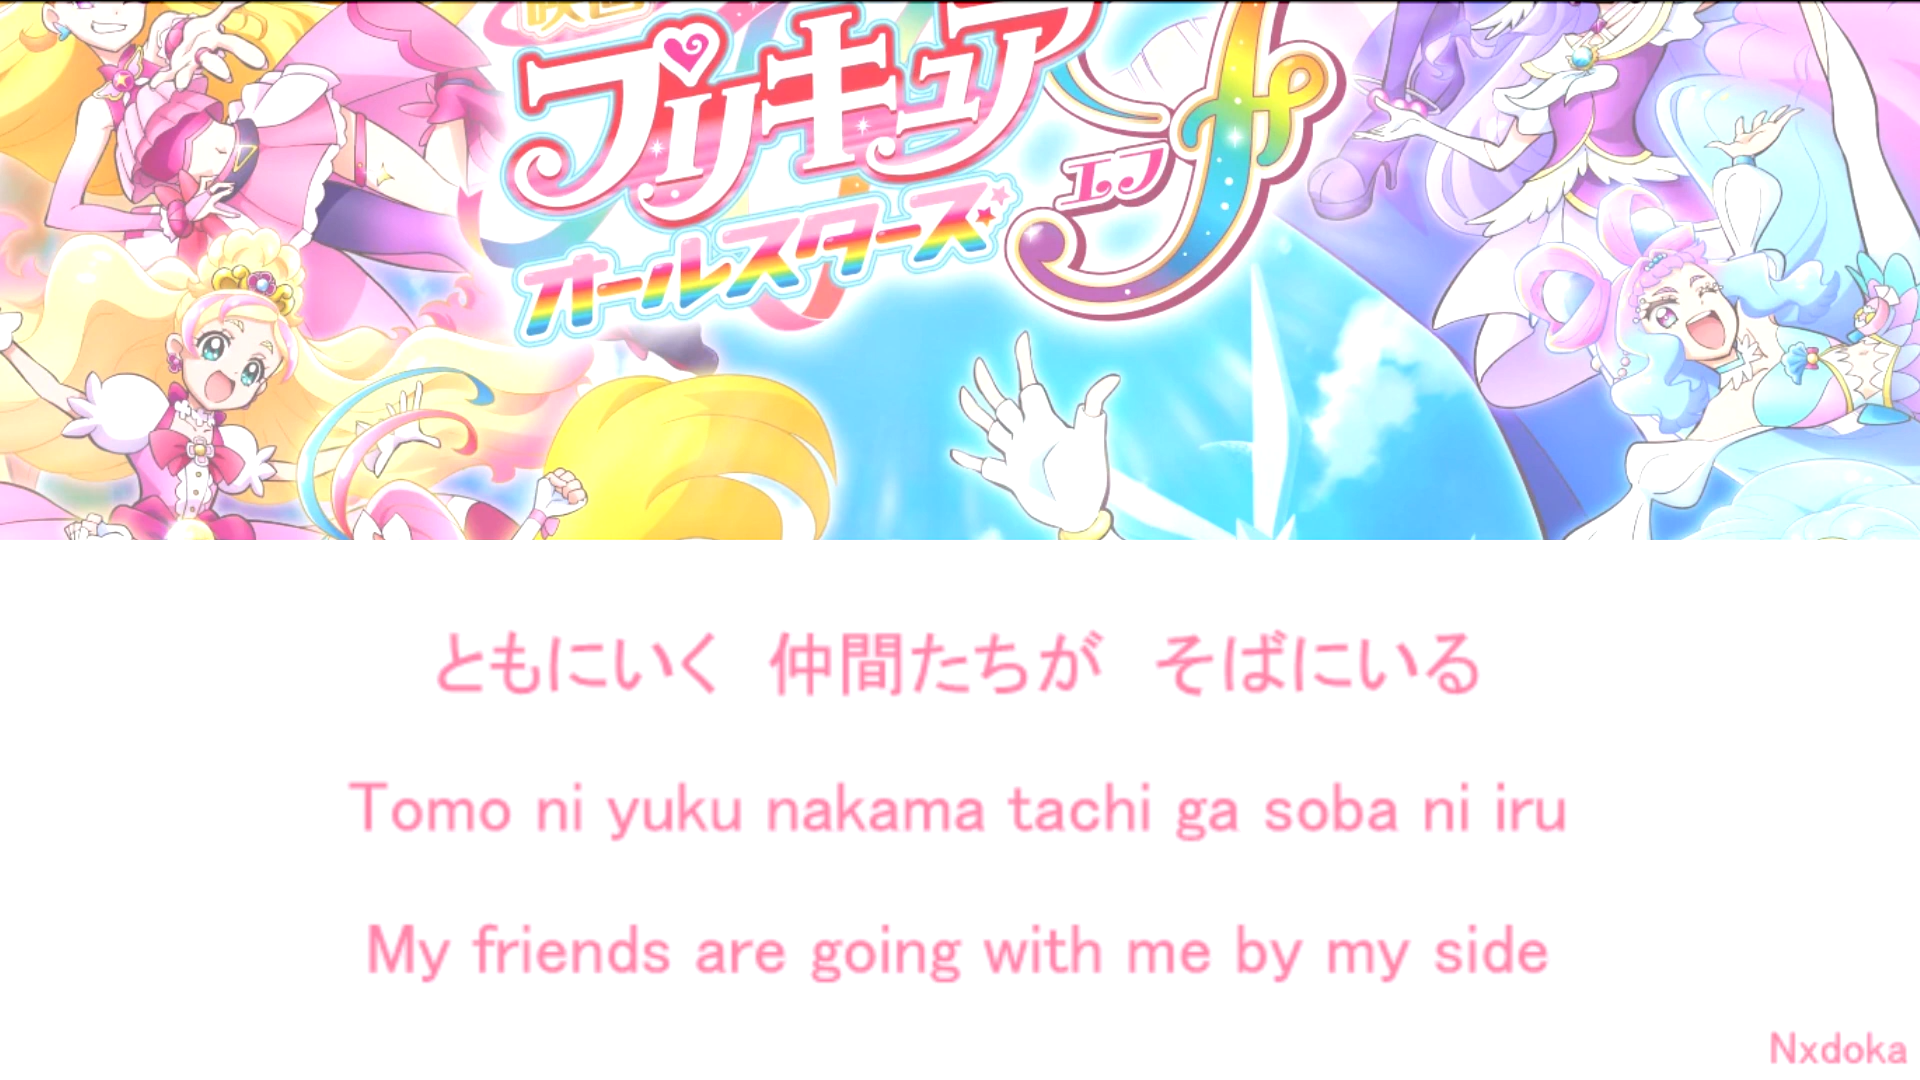 映画
プリキュア
オールスターズ
エフ
f
ともにいく　仲間たちが　そばにいる
Tomo ni yuku nakama tachi ga soba ni iru
My friends are going with me by my side
Nxdoka